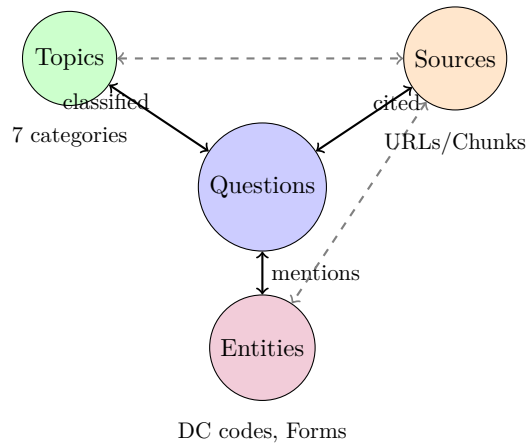 Topics
Sources
classified
cited
7 categories
URLs/Chunks
Questions
mentions
Entities
DC codes, Forms